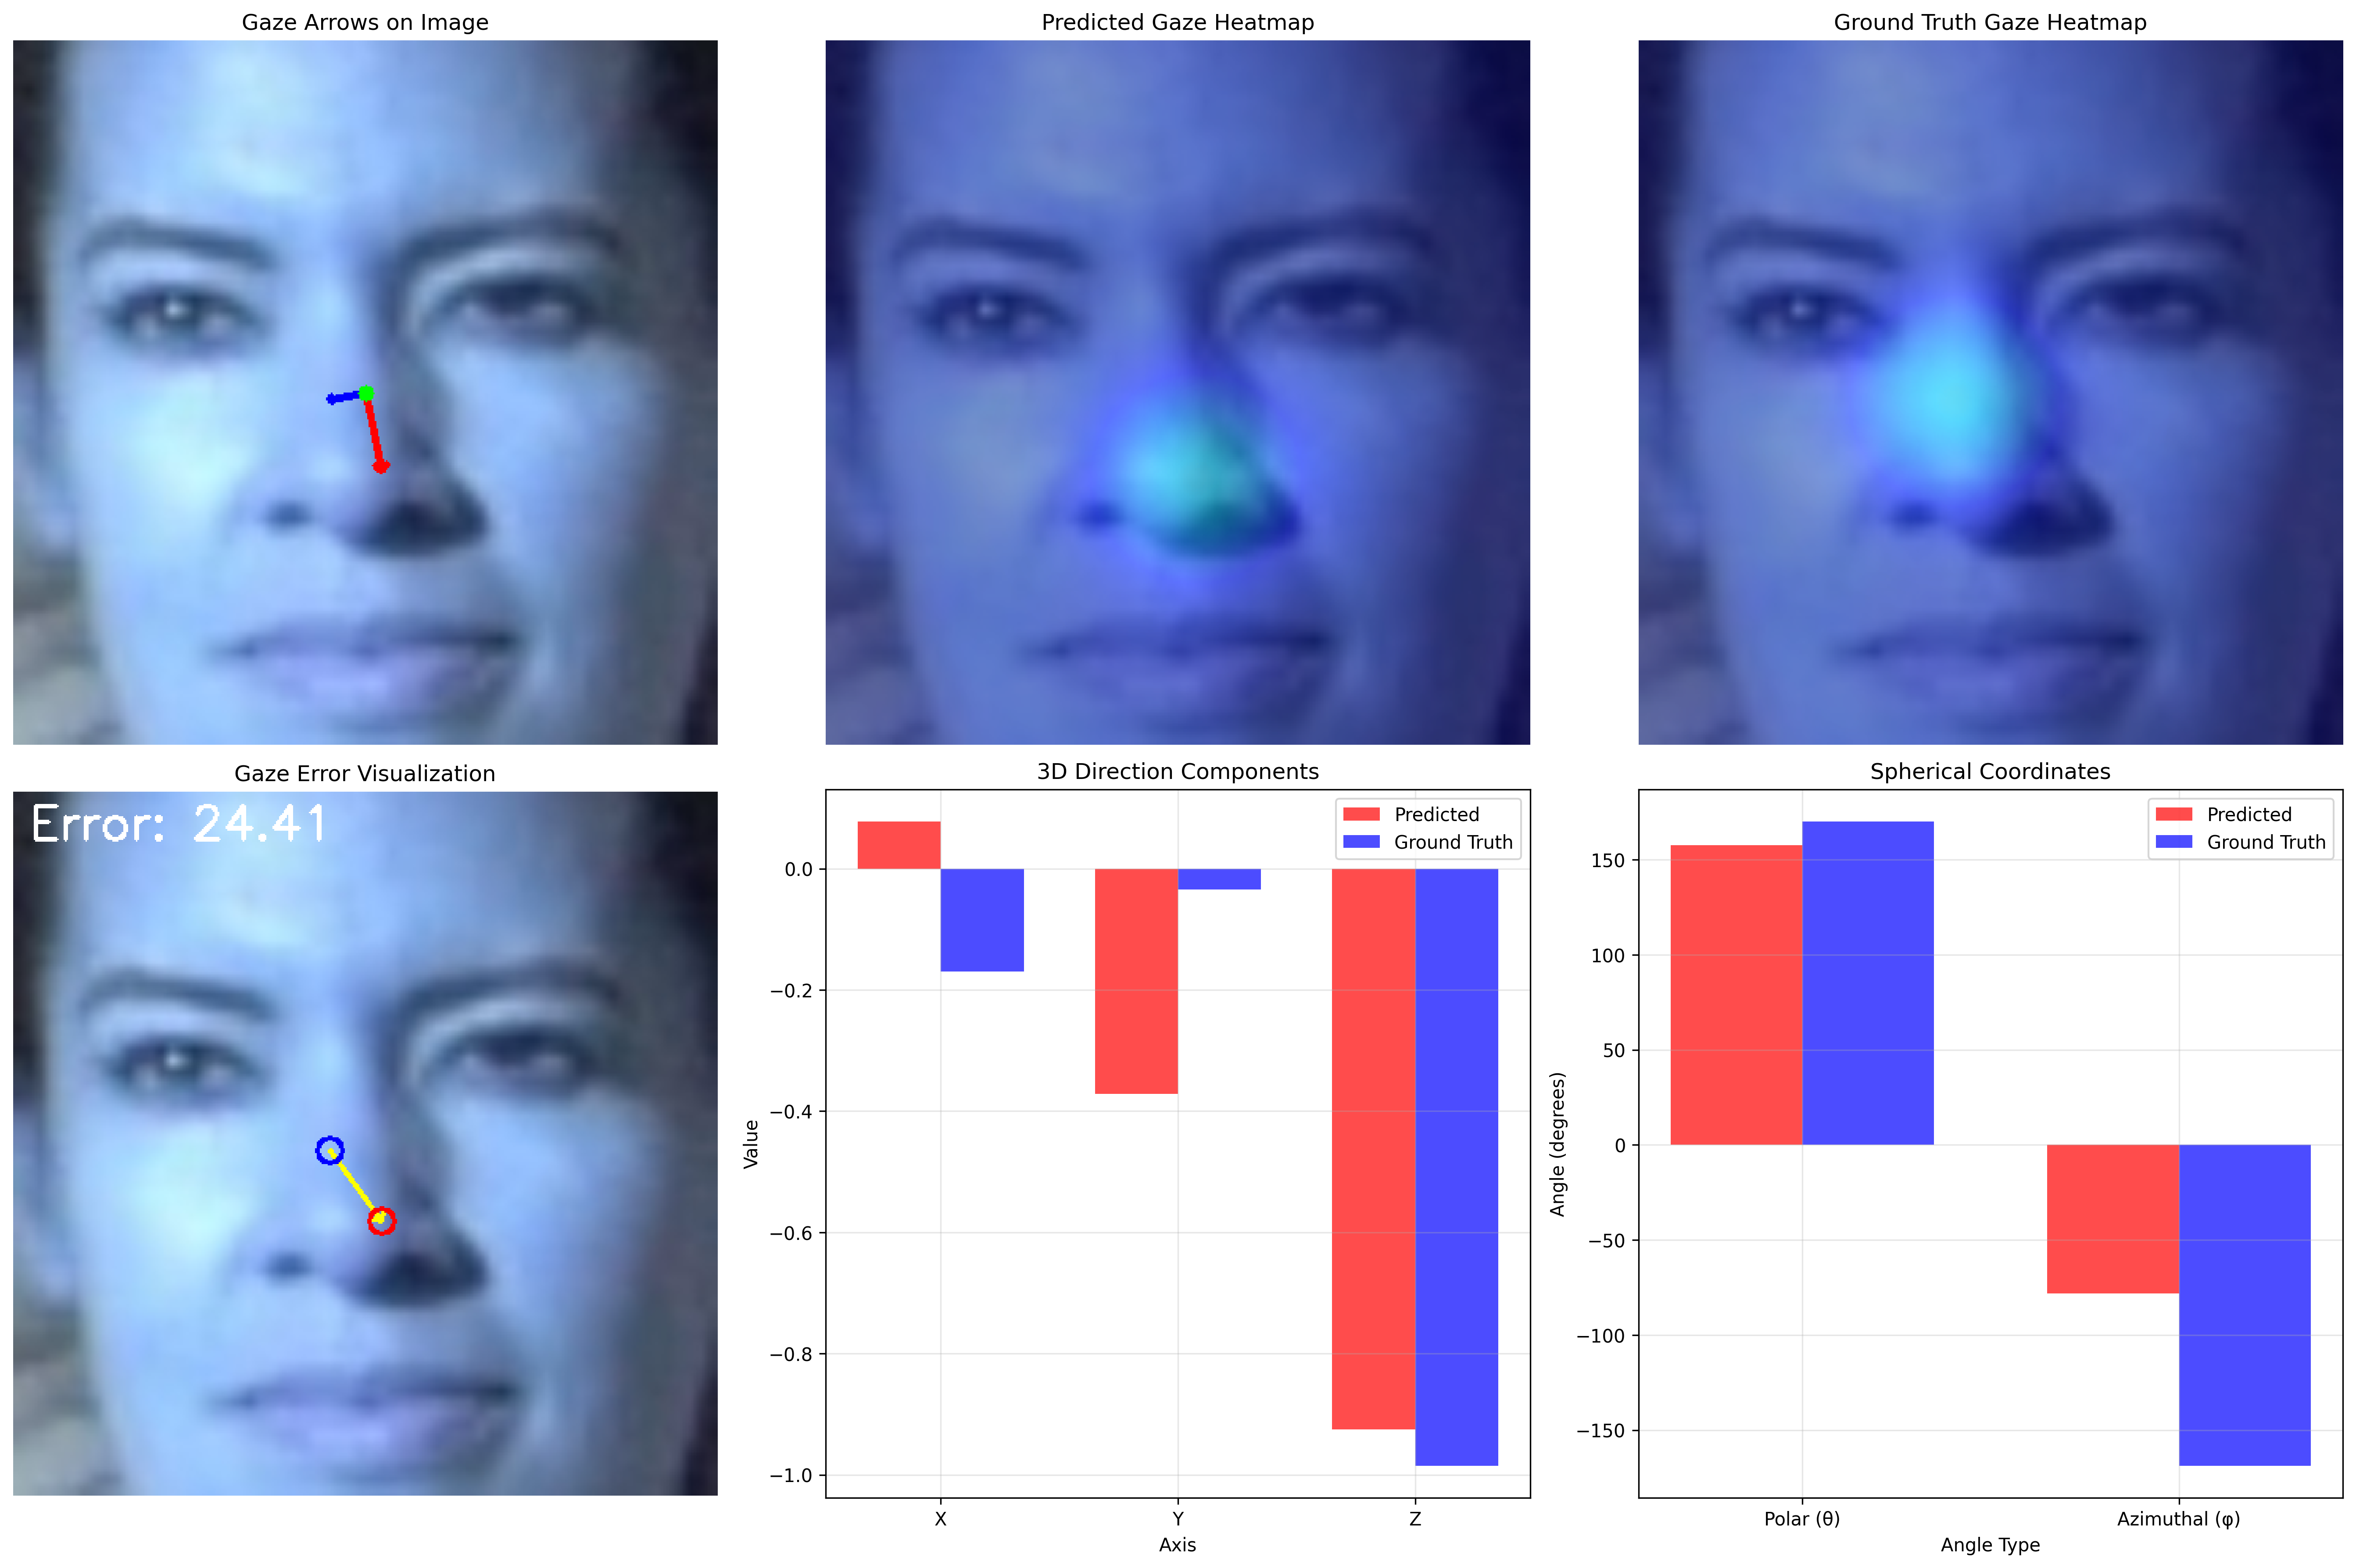 Gaze Arrows on Image
Predicted Gaze Heatmap
Ground Truth Gaze Heatmap
Gaze Error Visualization
Error: 24.41
3D Direction Components
Predicted
Ground Truth
0.0
−0.2
−0.4
−0.6
−0.8
−1.0
Value
X
Y
Z
Axis
Spherical Coordinates
Predicted
Ground Truth
150
100
50
0
−50
−100
−150
Angle (degrees)
Polar (θ)
Azimuthal (φ)
Angle Type